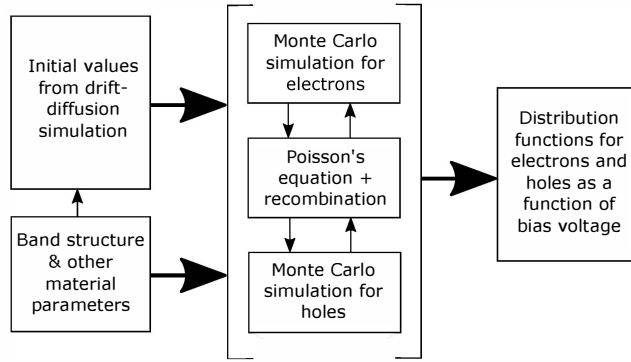 Initial values
from drift-
diffusion
simulation
Band structure
& other
material
parameters
Monte Carlo
simulation for
electrons
Poisson's
equation +
recombination
Monte Carlo
simulation for
holes
Distribution
functions for
electrons and
holes as a
function of
bias voltage